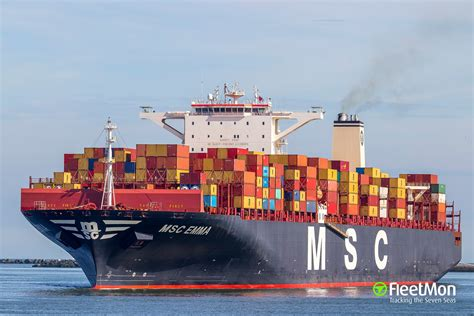 MSC EMMA
MSC
M S C
FleetMon
Tracking the Seven Seas